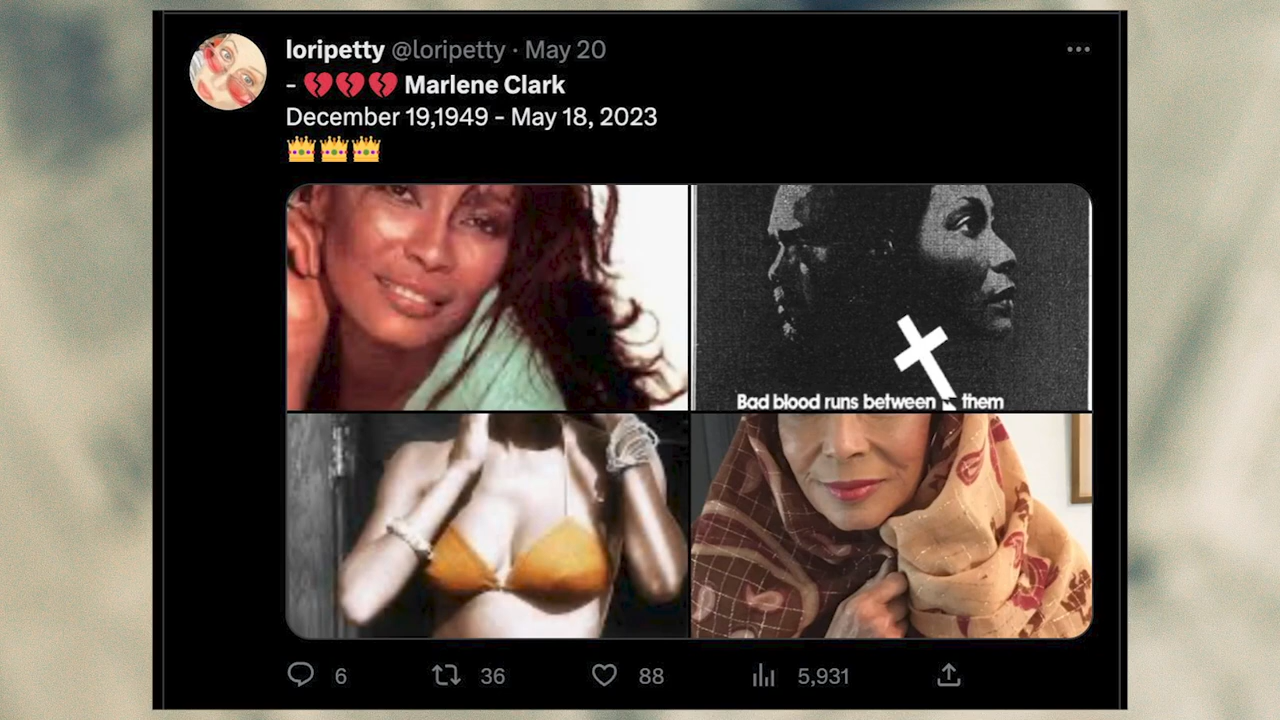 loripetty @loripetty · May 20
- 💔💔💔 Marlene Clark
December 19,1949 - May 18, 2023
👑👑👑
Bad blood runs between them
6 36 88 5,931